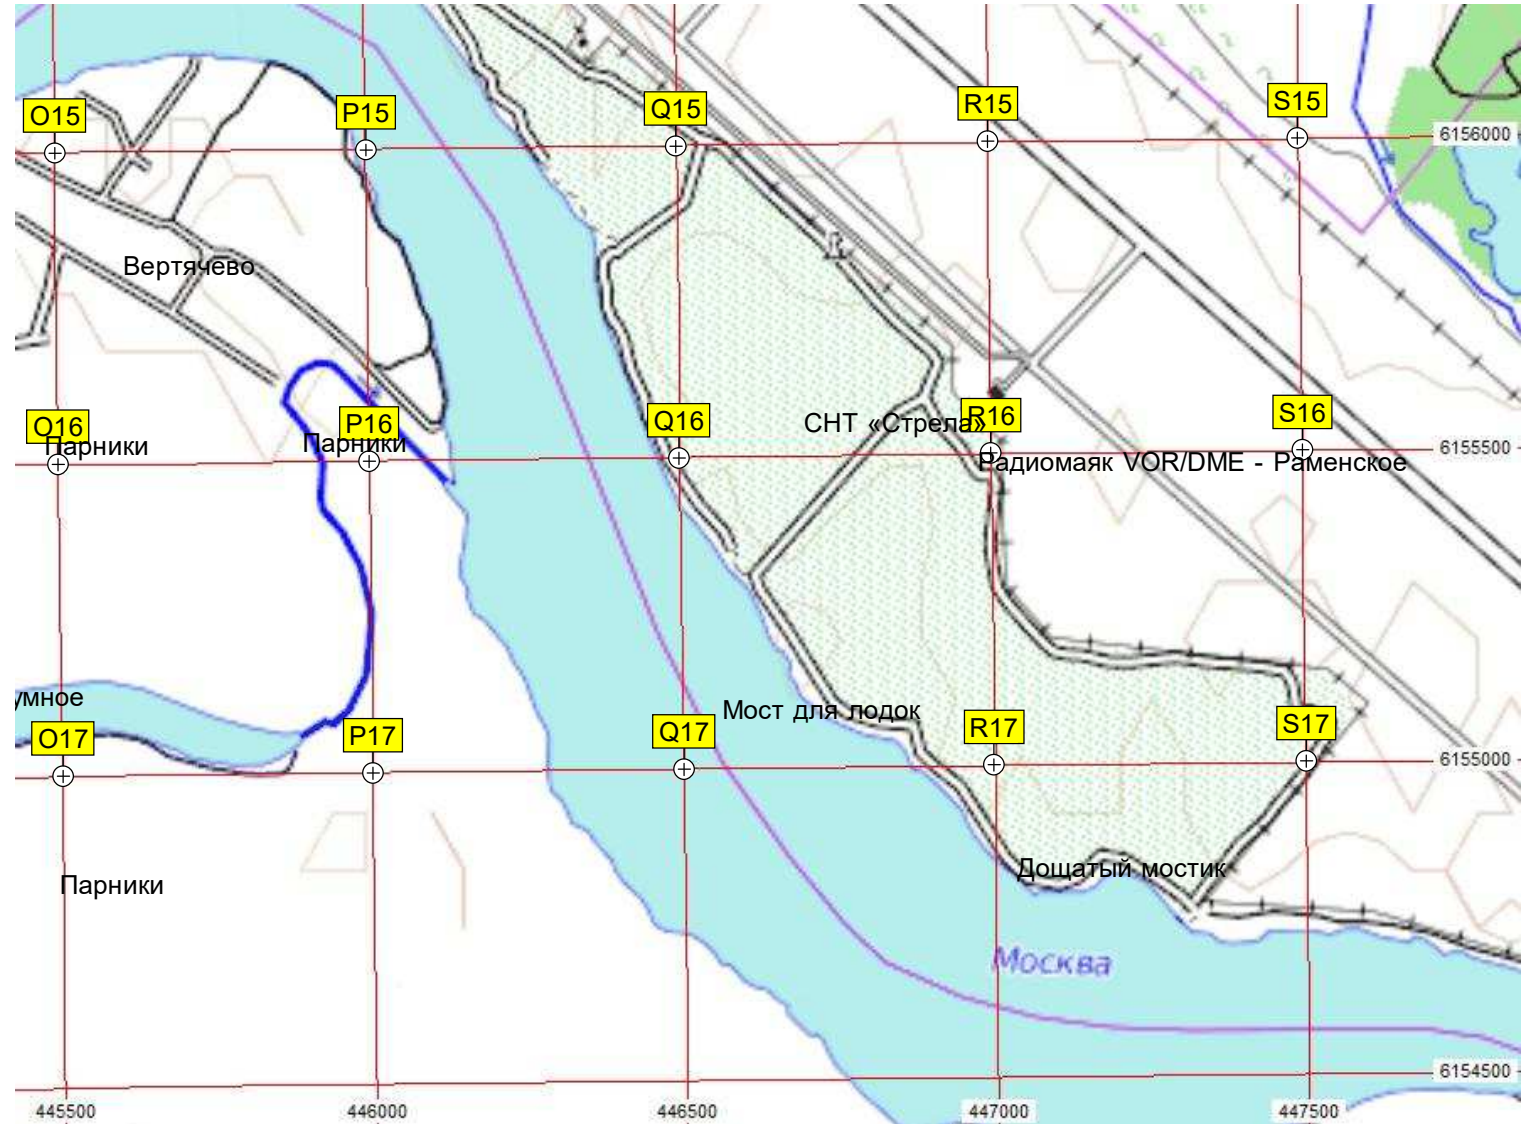 O15
P15
Q15
R15
S15
6156000
Вертячево
O16
P16
Q16
R16
S16
СНТ «Стрела»
Парники
Парники
Радиомаяк VOR/DME - Раменское
6155500
умное
Мост для лодок
O17
P17
Q17
R17
S17
6155000
Парники
Дощатый мостик
Москва
6154500
445500
446000
446500
447000
447500